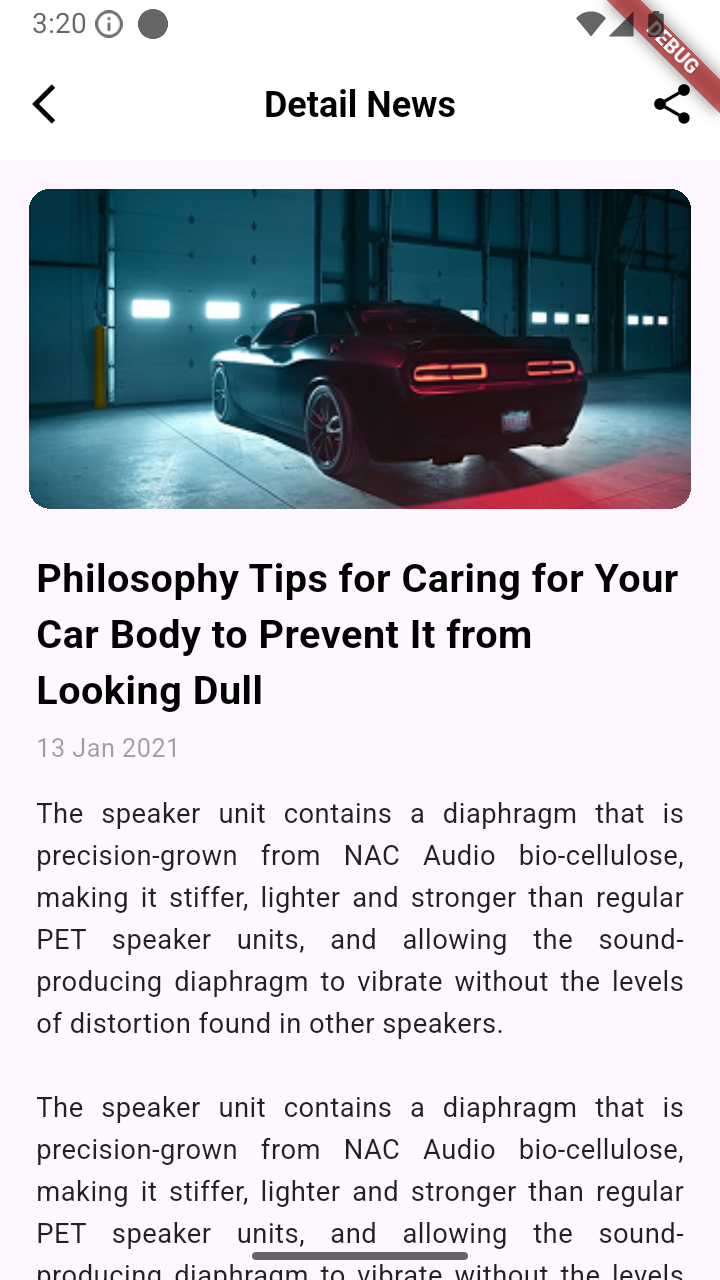 3:20
DEBUG
Detail News
Philosophy Tips for Caring for Your
Car Body to Prevent It from
Looking Dull
13 Jan 2021
The speaker unit contains a diaphragm that is
precision-grown from NAC Audio bio-cellulose,
making it stiffer, lighter and stronger than regular
PET speaker units, and allowing the sound-
producing diaphragm to vibrate without the levels
of distortion found in other speakers.
The speaker unit contains a diaphragm that is
precision-grown from NAC Audio bio-cellulose,
making it stiffer, lighter and stronger than regular
PET speaker units, and allowing the sound-
producing diaphragm to vibrate without the levels